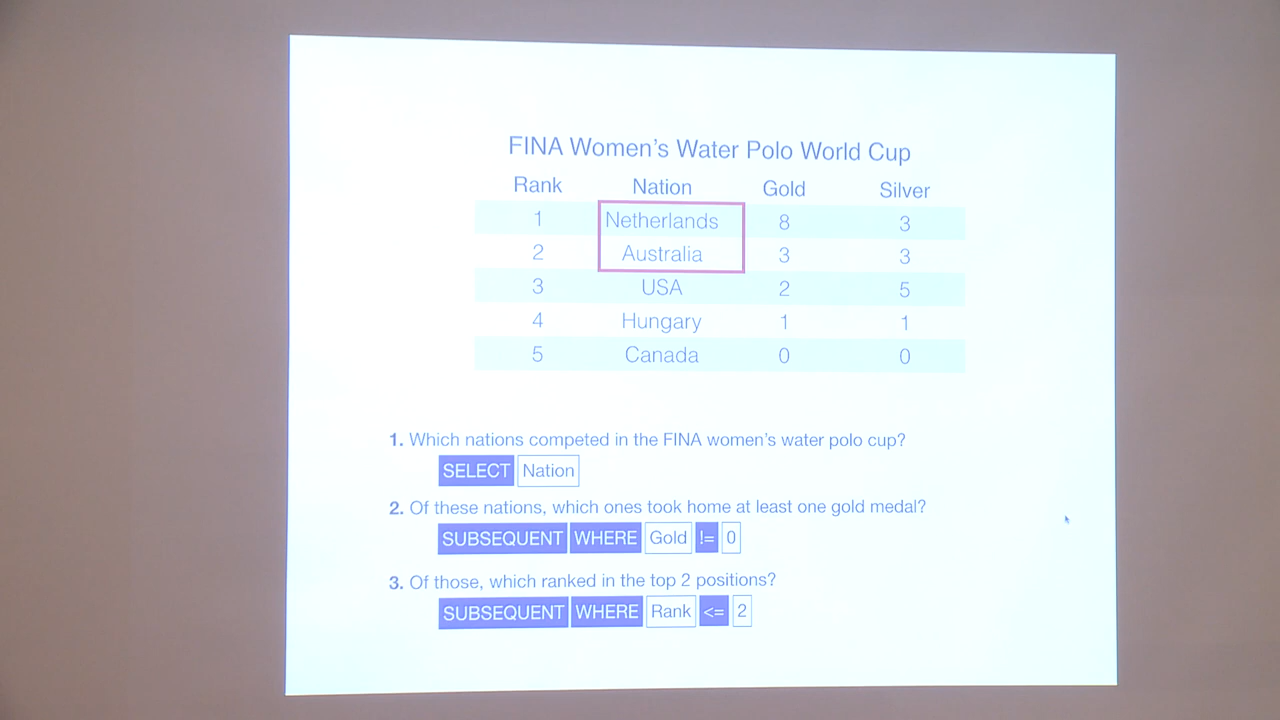 FINA Women's Water Polo World Cup
Rank Nation Gold Silver
1 Netherlands 8 3
2 Australia 3 3
3 USA 2 5
4 Hungary 1 1
5 Canada 0 0
1. Which nations competed in the FINA women's water polo cup?
SELECT Nation
2. Of these nations, which ones took home at least one gold medal?
SUBSEQUENT WHERE Gold != 0
3. Of those, which ranked in the top 2 positions?
SUBSEQUENT WHERE Rank <= 2